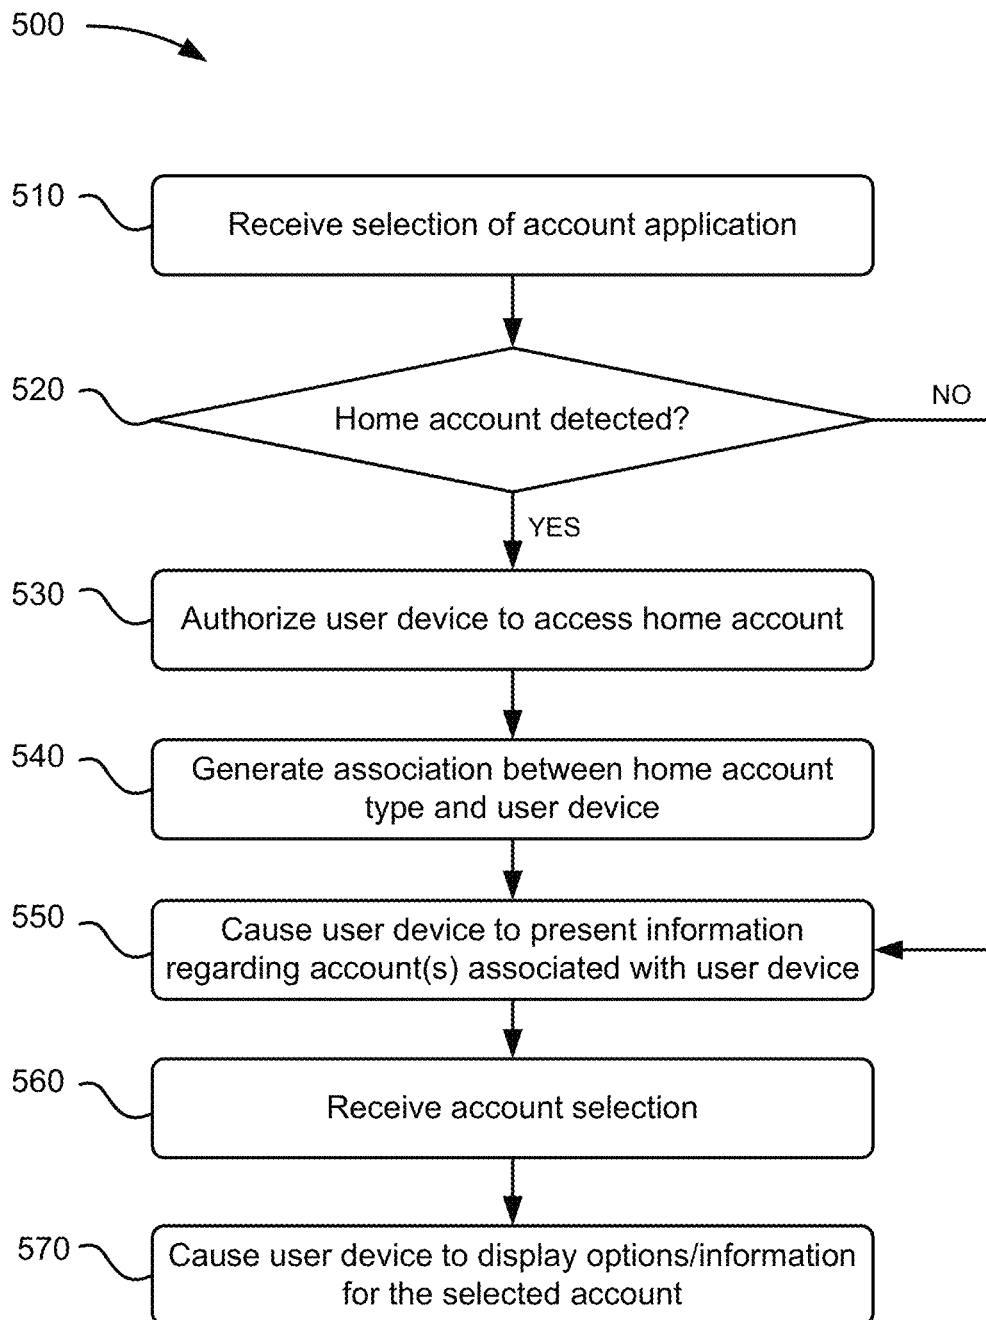 500
510
Receive selection of account application
520
Home account detected?
NO
YES
530
Authorize user device to access home account
540
Generate association between home account
type and user device
550
Cause user device to present information
regarding account(s) associated with user device
560
Receive account selection
570
Cause user device to display options/information
for the selected account